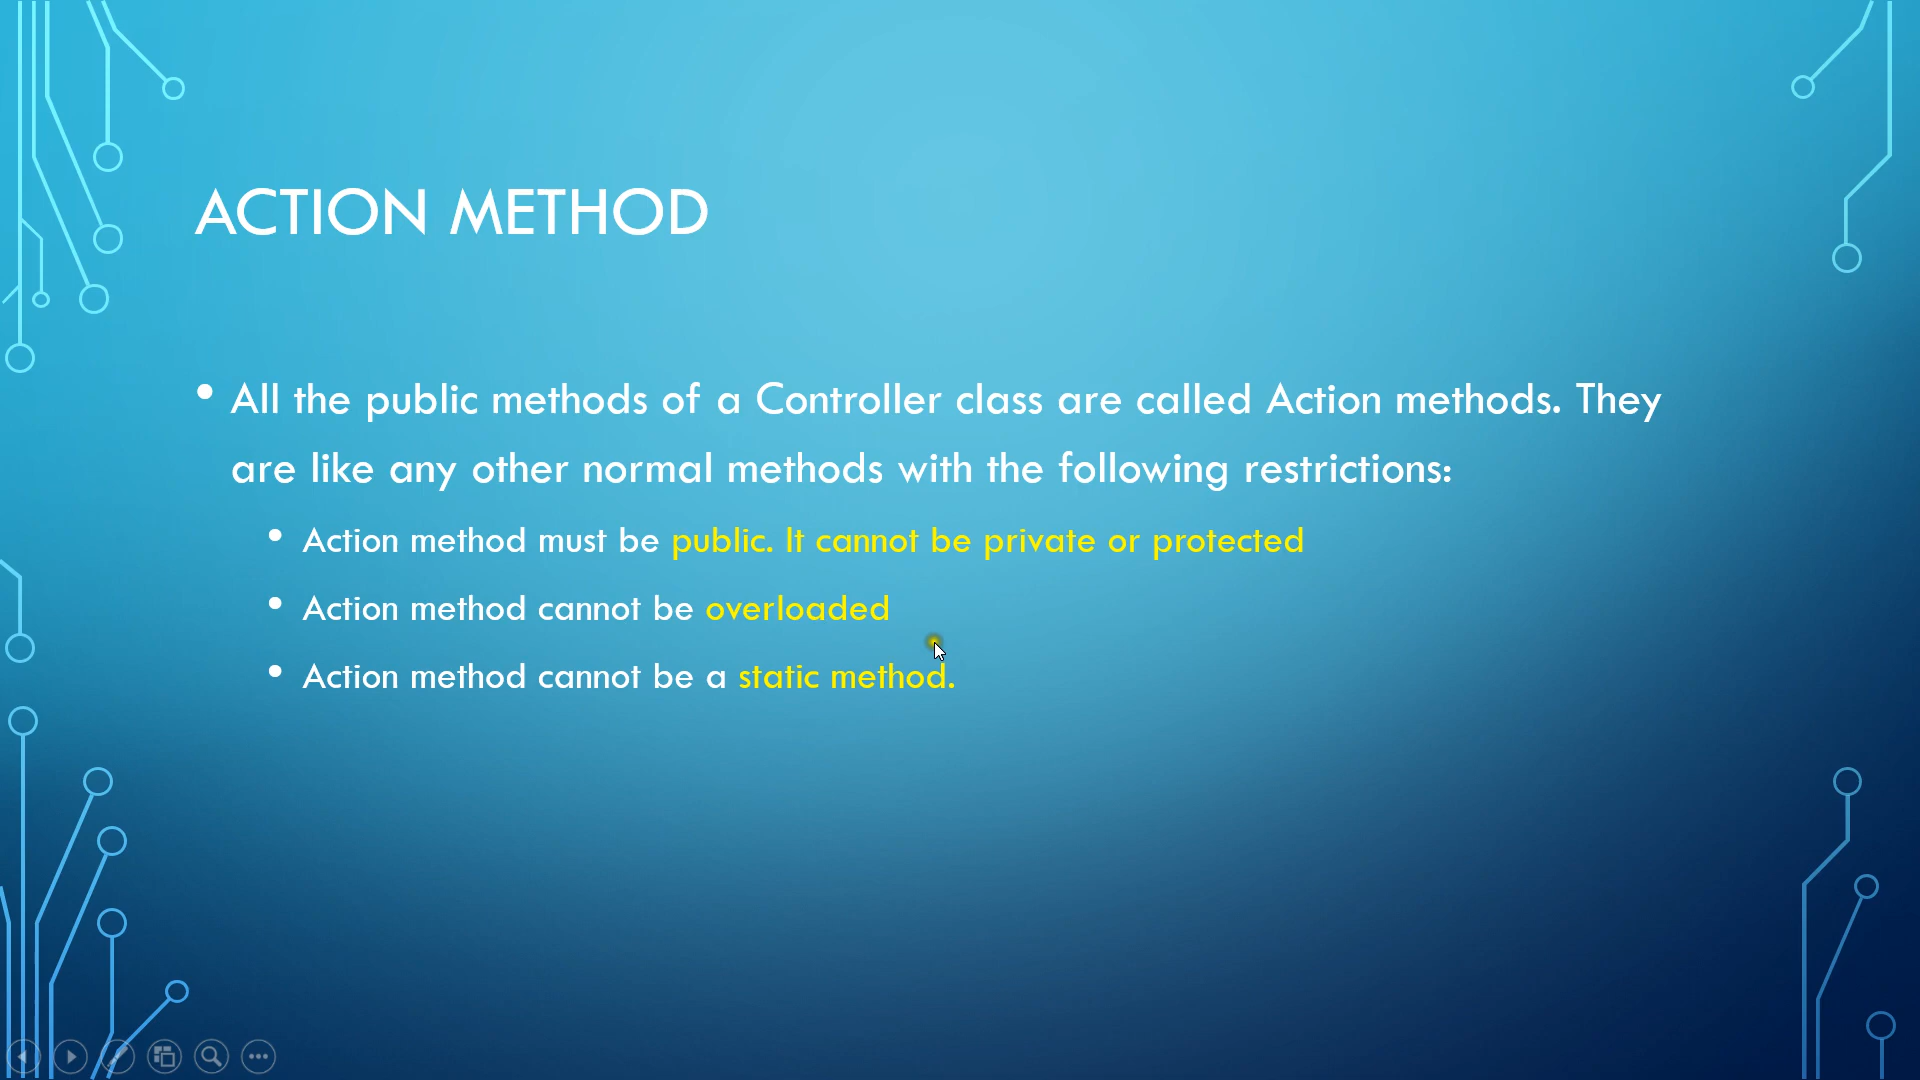 ACTION METHOD
• All the public methods of a Controller class are called Action methods. They
are like any other normal methods with the following restrictions:
• Action method must be public. It cannot be private or protected
• Action method cannot be overloaded
• Action method cannot be a static method.